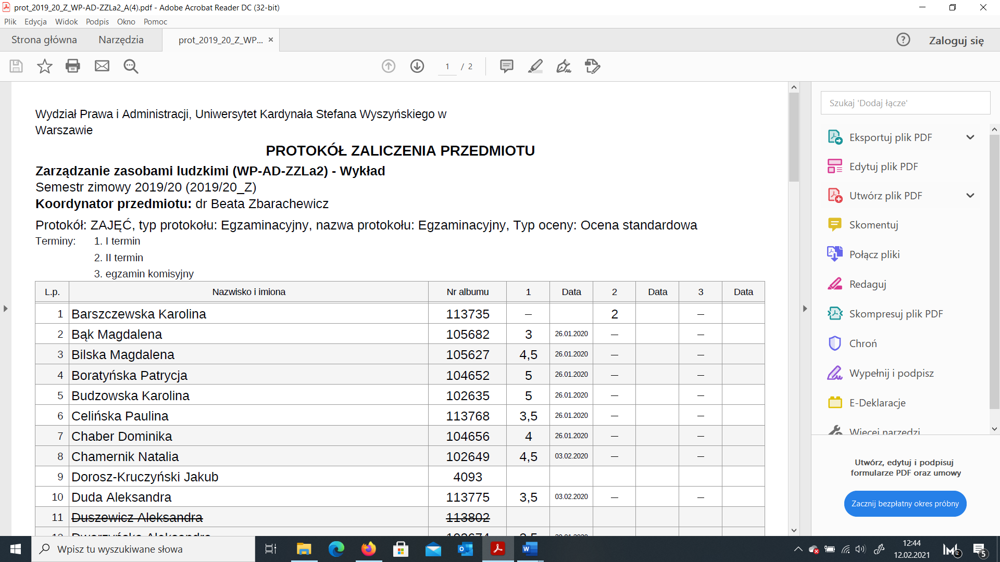 prot_2019_20_Z_WP-AD-ZZLa2_A(4).pdf - Adobe Acrobat Reader DC (32-bit)
Plik Edycja Widok Podpis Okno Pomoc
Strona główna Narzędzia prot_2019_20_Z_WP... × ? Zaloguj się
1 / 2
Wydział Prawa i Administracji, Uniwersytet Kardynała Stefana Wyszyńskiego w
Warszawie
PROTOKÓŁ ZALICZENIA PRZEDMIOTU
Zarządzanie zasobami ludzkimi (WP-AD-ZZLa2) - Wykład
Semestr zimowy 2019/20 (2019/20_Z)
Koordynator przedmiotu: dr Beata Zbarachewicz
Protokół: ZAJĘĆ, typ protokołu: Egzaminacyjny, nazwa protokołu: Egzaminacyjny, Typ oceny: Ocena standardowa
Terminy: 1. I termin
2. II termin
3. egzamin komisyjny
L.p. Nazwisko i imiona Nr albumu 1 Data 2 Data 3 Data
1 Barszczewska Karolina 113735 — 2 —
2 Bąk Magdalena 105682 3 26.01.2020 — —
3 Bilska Magdalena 105627 4,5 26.01.2020 — —
4 Boratyńska Patrycja 104652 5 26.01.2020 — —
5 Budzowska Karolina 102635 5 26.01.2020 — —
6 Celińska Paulina 113768 3,5 26.01.2020 — —
7 Chaber Dominika 104656 4 26.01.2020 — —
8 Chamernik Natalia 102649 4,5 03.02.2020 — —
9 Dorosz-Kruczyński Jakub 4093
10 Duda Aleksandra 113775 3,5 03.02.2020 — —
11 Duszewicz Aleksandra 113802
Szukaj 'Dodaj łącze'
Eksportuj plik PDF
Edytuj plik PDF
Utwórz plik PDF
Skomentuj
Połącz pliki
Redaguj
Skompresuj plik PDF
Chroń
Wypełnij i podpisz
E-Deklaracje
Więcej narzędzi
Utwórz, edytuj i podpisuj
formularze PDF oraz umowy
Zacznij bezpłatny okres próbny
Wpisz tu wyszukiwane słowa
12:44
12.02.2021
2
5